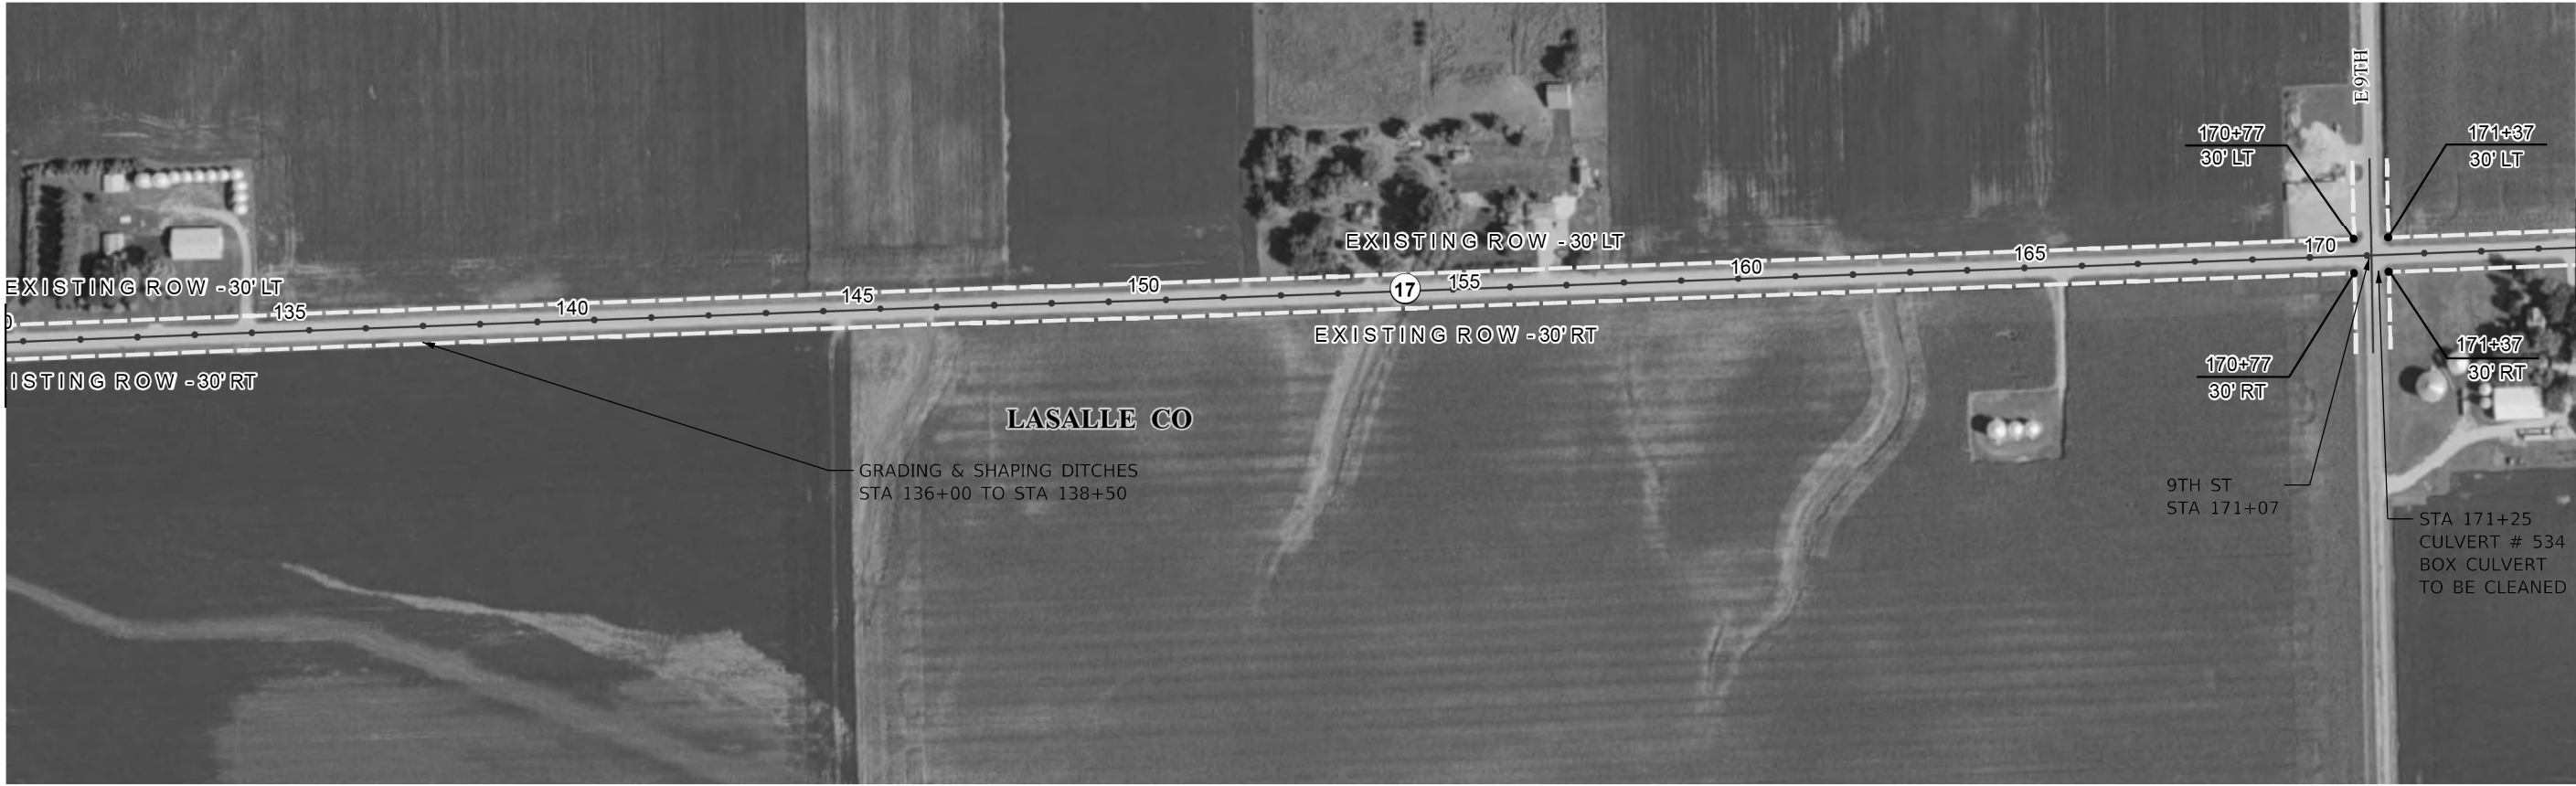 E 9TH
170+77
30' LT
171+37
30' LT
EXISTING ROW - 30' LT
EXISTING ROW - 30' LT
135
140
145
150
17
155
160
165
170
EXISTING ROW - 30' RT
ISTING ROW - 30' RT
171+37
30' RT
170+77
30' RT
LASALLE CO
GRADING & SHAPING DITCHES
STA 136+00 TO STA 138+50
9TH ST
STA 171+07
STA 171+25
CULVERT # 534
BOX CULVERT
TO BE CLEANED